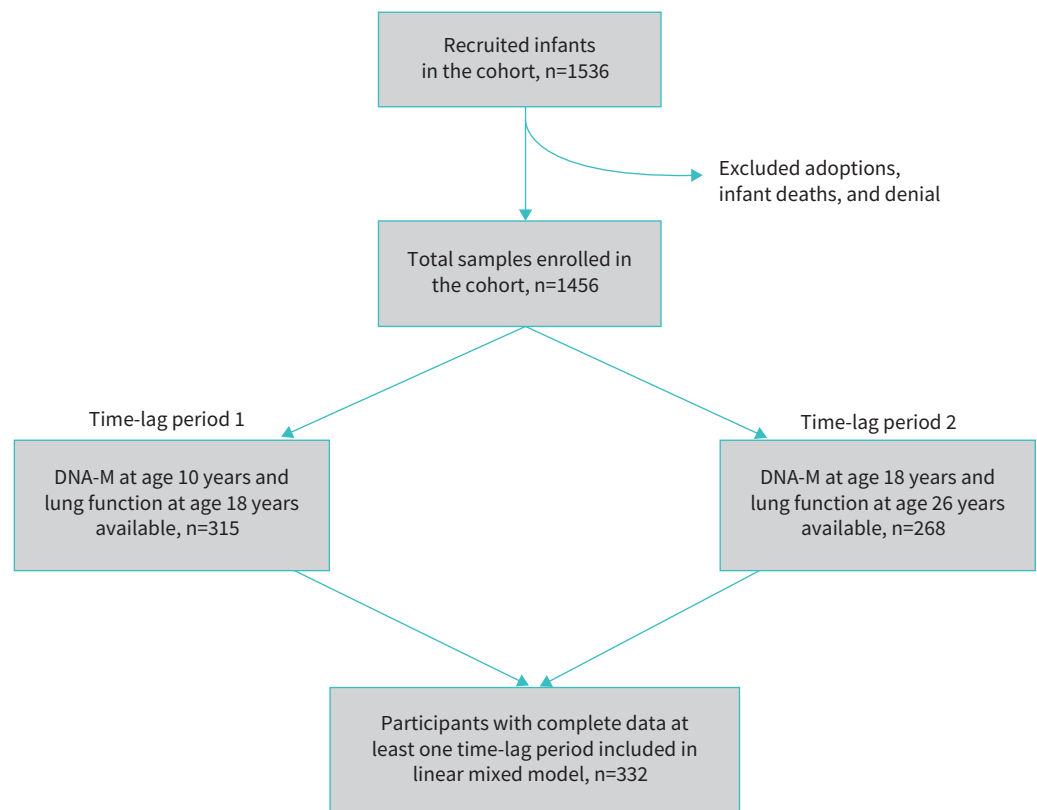 Recruited infants
in the cohort, n=1536
Excluded adoptions,
infant deaths, and denial
Total samples enrolled in
the cohort, n=1456
Time-lag period 1
DNA-M at age 10 years and
lung function at age 18 years
available, n=315
Time-lag period 2
DNA-M at age 18 years and
lung function at age 26 years
available, n=268
Participants with complete data at
least one time-lag period included in
linear mixed model, n=332